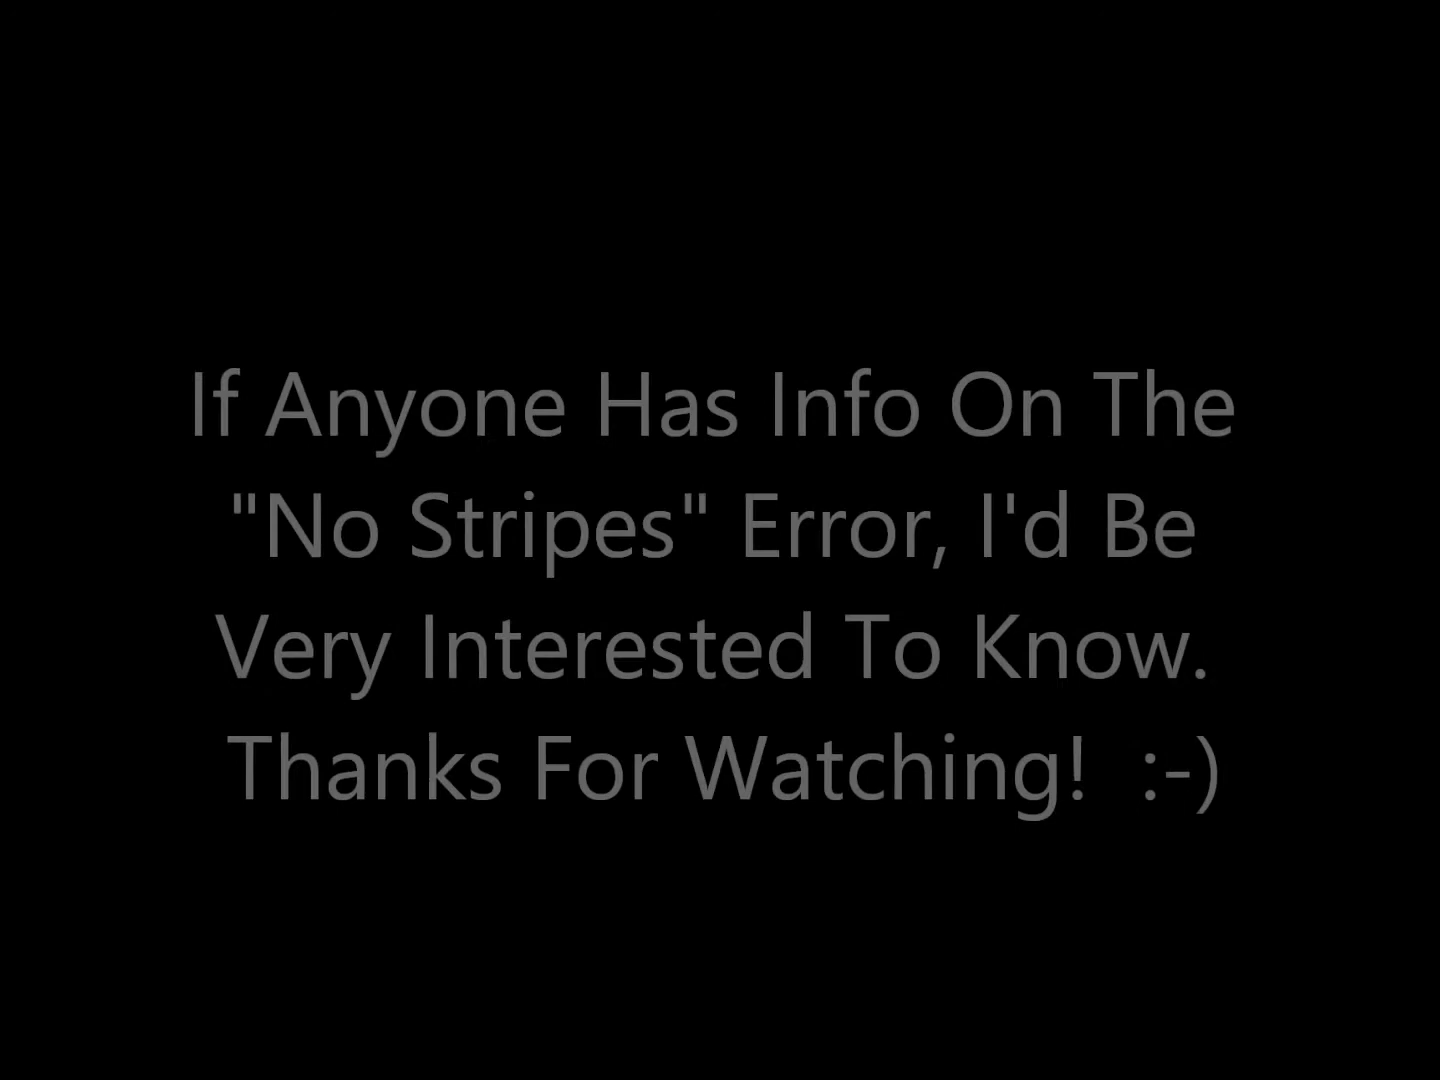 If Anyone Has Info On The
"No Stripes" Error, I'd Be
Very Interested To Know.
Thanks For Watching!  :-)